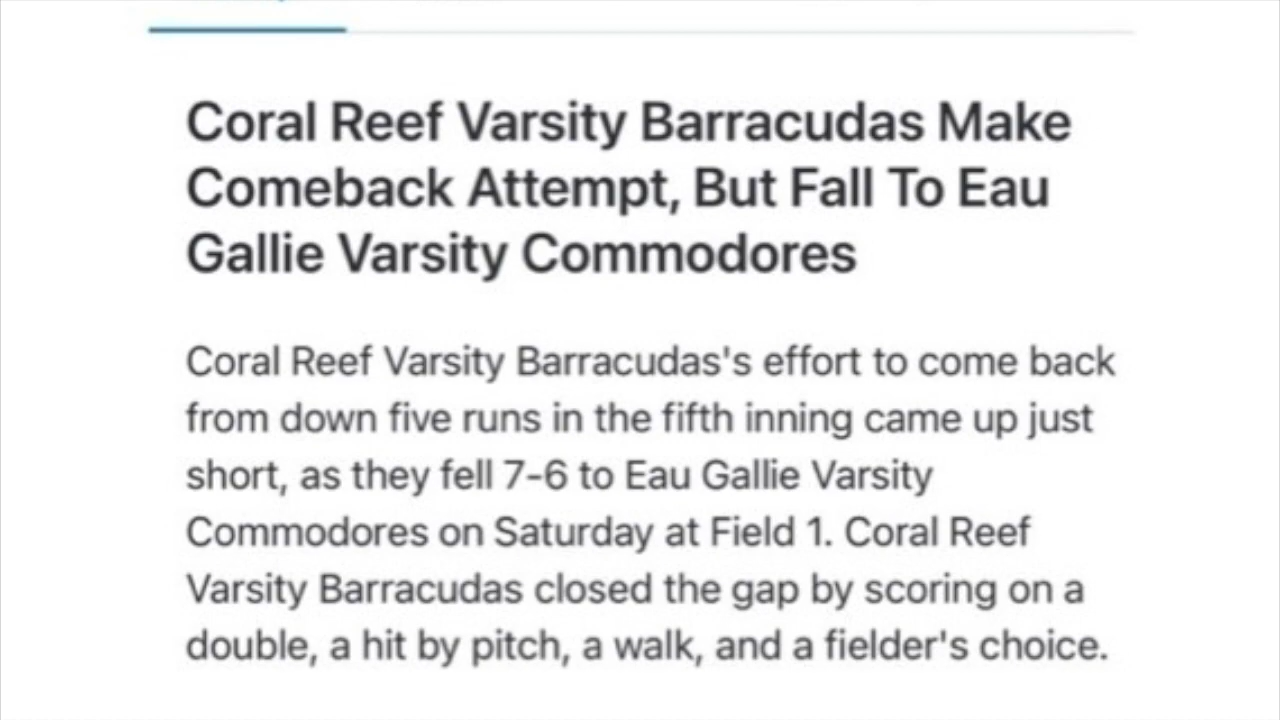 Coral Reef Varsity Barracudas Make
Comeback Attempt, But Fall To Eau
Gallie Varsity Commodores
Coral Reef Varsity Barracudas's effort to come back
from down five runs in the fifth inning came up just
short, as they fell 7-6 to Eau Gallie Varsity
Commodores on Saturday at Field 1. Coral Reef
Varsity Barracudas closed the gap by scoring on a
double, a hit by pitch, a walk, and a fielder's choice.